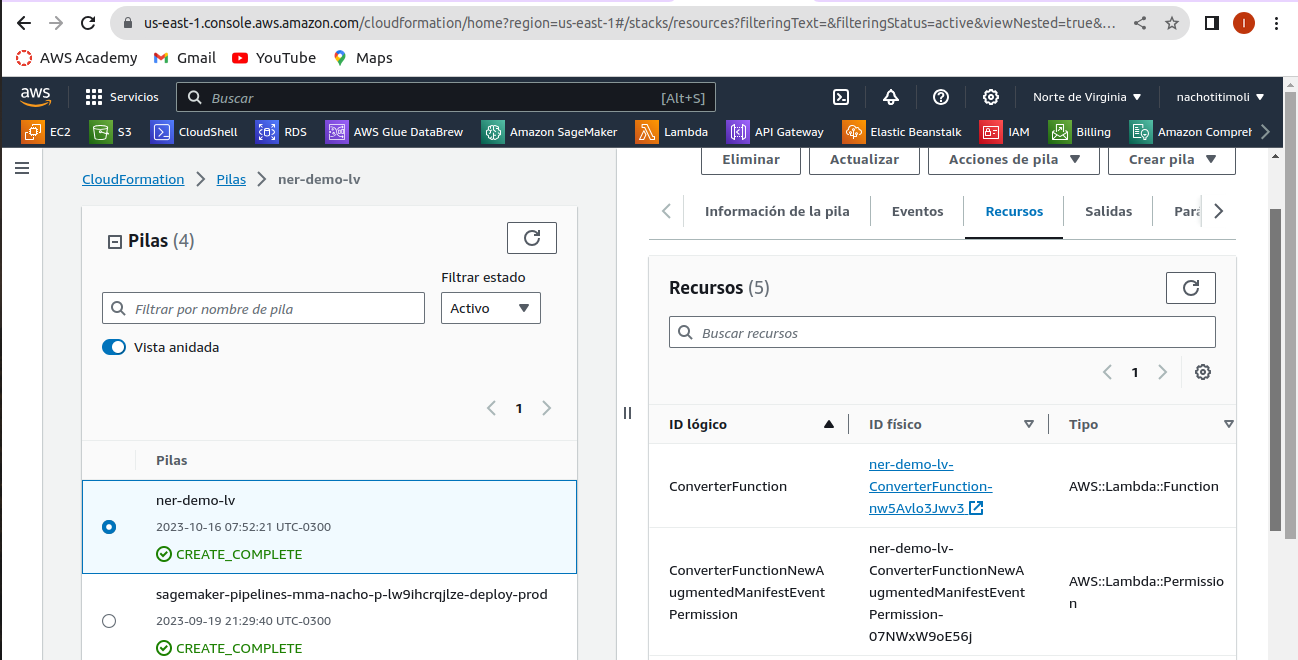 us-east-1.console.aws.amazon.com/cloudformation/home?region=us-east-1#/stacks/resources?filteringText=&filteringStatus=active&viewNested=true&...
I
AWS Academy
Gmail
YouTube
Maps
aws
Servicios
Buscar
[Alt+S]
Norte de Virginia
nachotitimoli
EC2
S3
CloudShell
RDS
AWS Glue DataBrew
Amazon SageMaker
Lambda
API Gateway
Elastic Beanstalk
IAM
Billing
Amazon Compreh
CloudFormation
Pilas
ner-demo-lv
Eliminar
Actualizar
Acciones de pila
Crear pila
Pilas (4)
Filtrar estado
Filtrar por nombre de pila
Activo
Vista anidada
1
Pilas
ner-demo-lv
2023-10-16 07:52:21 UTC-0300
CREATE_COMPLETE
sagemaker-pipelines-mma-nacho-p-lw9ihcrqjlze-deploy-prod
2023-09-19 21:29:40 UTC-0300
CREATE_COMPLETE
Información de la pila
Eventos
Recursos
Salidas
Pará
Recursos (5)
Buscar recursos
1
ID lógico
ID físico
Tipo
ConverterFunction
ner-demo-lv-
ConverterFunction-
nw5Avlo3Jwv3
AWS::Lambda::Function
ConverterFunctionNewA
ugmentedManifestEvent
Permission
ner-demo-lv-
ConverterFunctionNewA
ugmentedManifestEvent
Permission-
07NWxW9oE56j
AWS::Lambda::Permissio
n